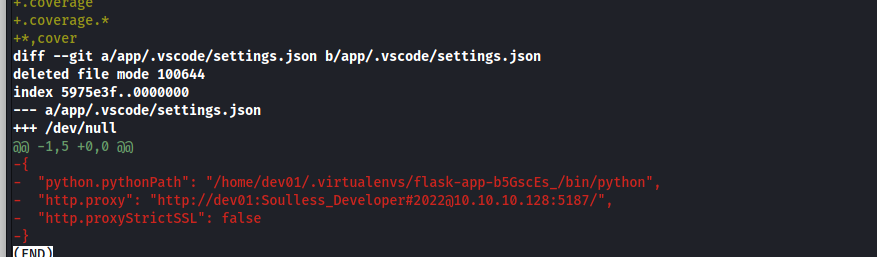 +.coverage
+.coverage.*
+*,cover
diff --git a/app/.vscode/settings.json b/app/.vscode/settings.json
deleted file mode 100644
index 5975e3f..0000000
--- a/app/.vscode/settings.json
+++ /dev/null
@@ -1,5 +0,0 @@
-{
-  "python.pythonPath": "/home/dev01/.virtualenvs/flask-app-b5GscEs_/bin/python",
-  "http.proxy": "http://dev01:Soulless_Developer#2022@10.10.10.128:5187/",
-  "http.proxyStrictSSL": false
-}
(END)